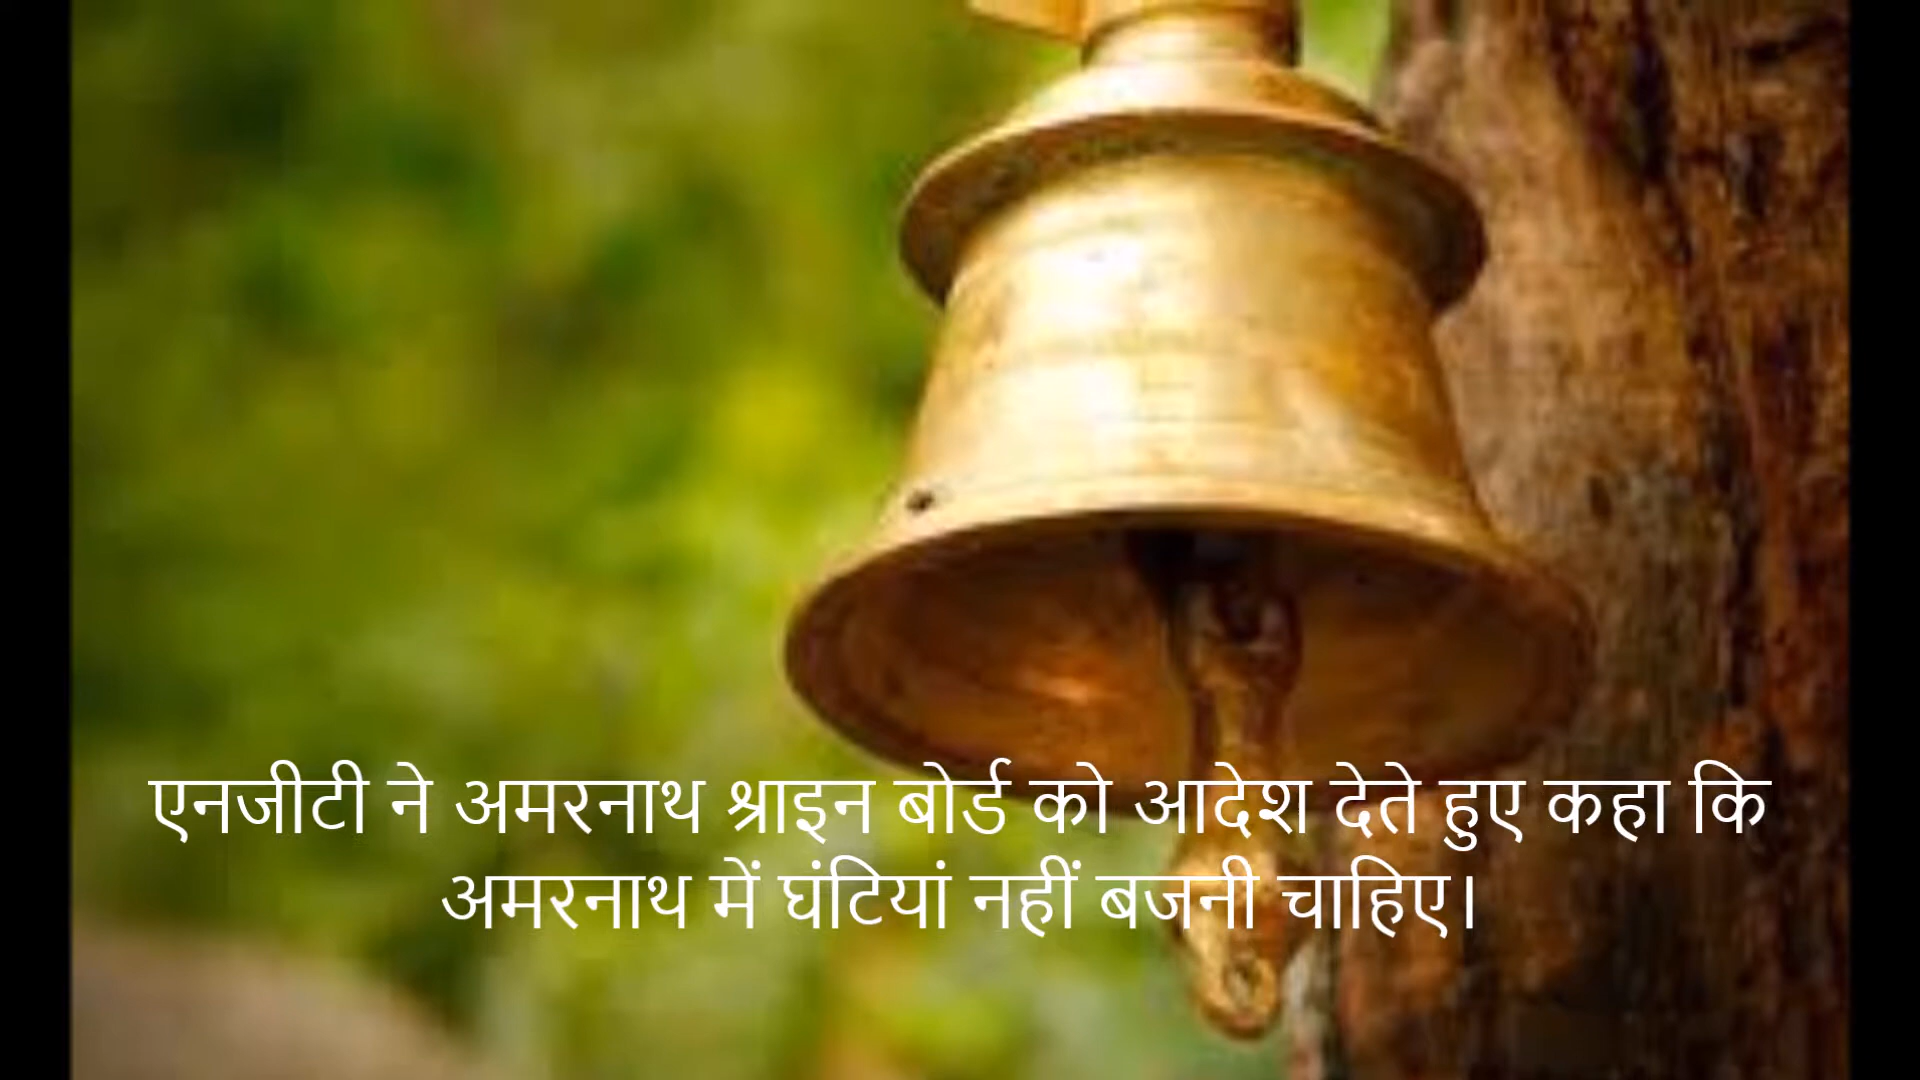 एनजीटी ने अमरनाथ श्राइन बोर्ड को आदेश देते हुए कहा कि
अमरनाथ में घंटियां नहीं बजनी चाहिए।